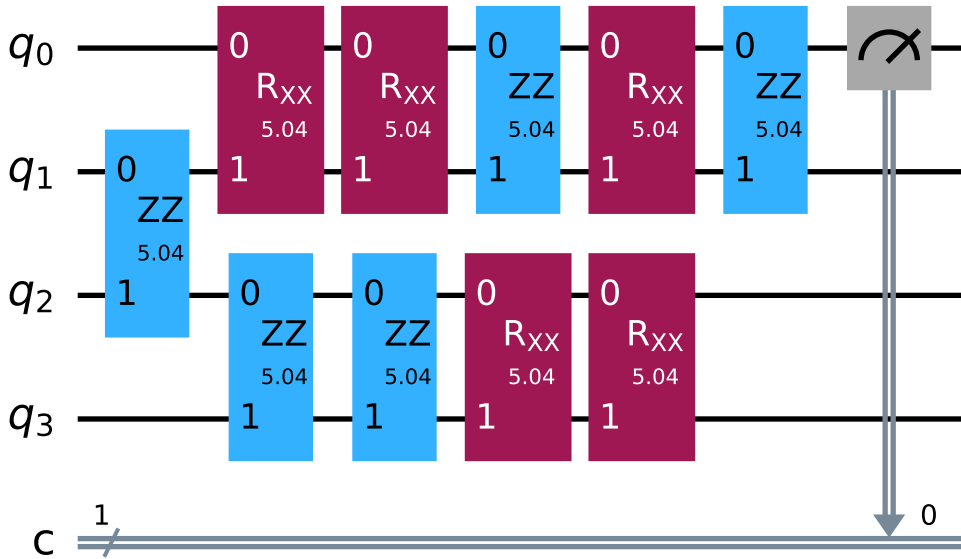 q0
0 0 0 0 0
RXX RXX ZZ RXX ZZ
5.04 5.04 5.04 5.04 5.04
q1
0 1 1 1 1 1
ZZ
5.04
q2
1 0 0 0 0
ZZ ZZ RXX RXX
5.04 5.04 5.04 5.04
q3
1 1 1 1
1 0
c